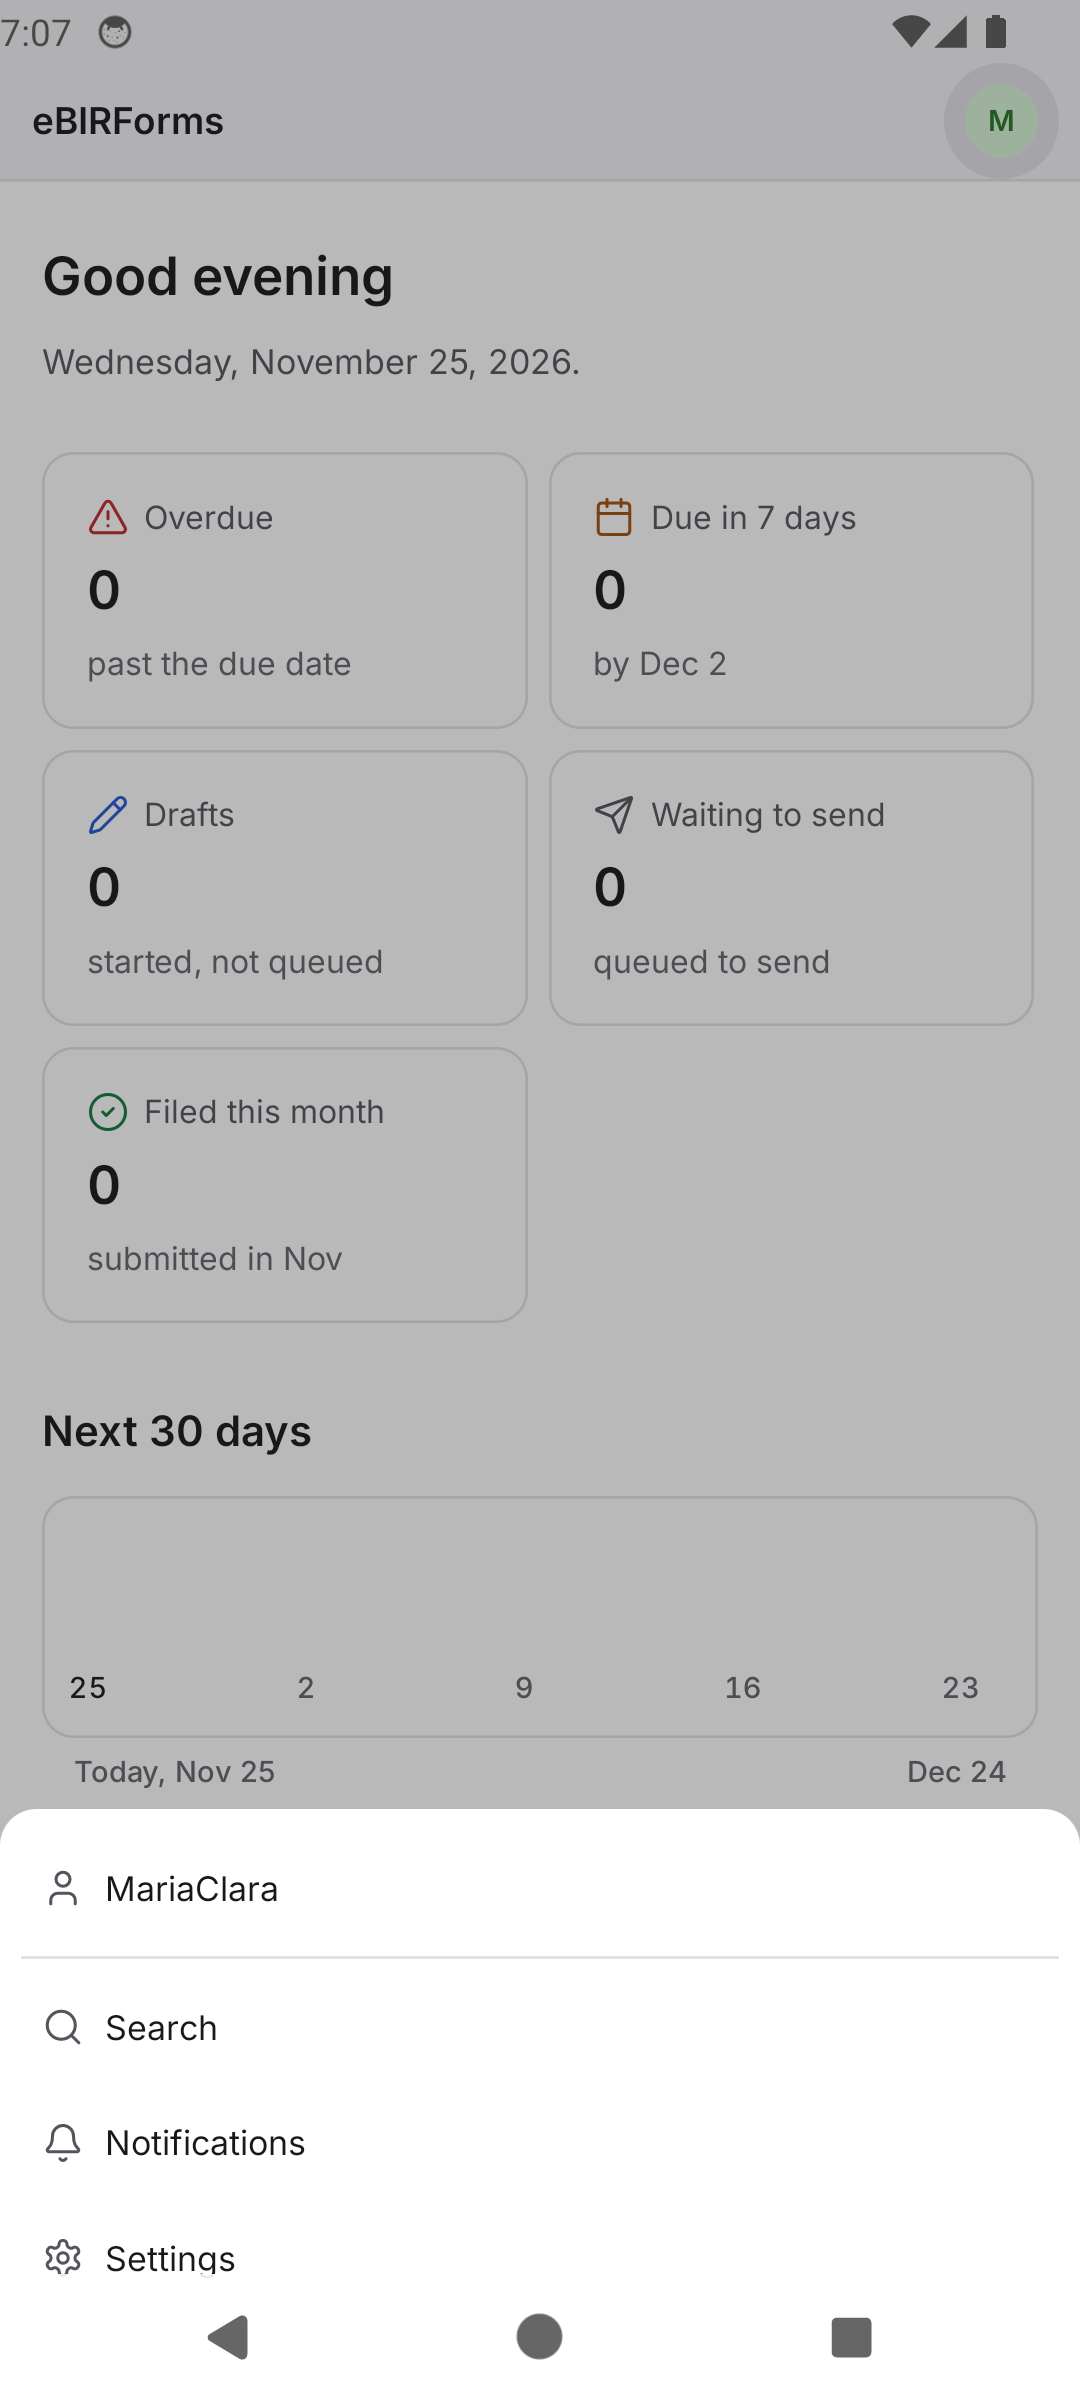 7:07
eBIRForms
M
Good evening
Wednesday, November 25, 2026.
Overdue
0
past the due date
Due in 7 days
0
by Dec 2
Drafts
0
started, not queued
Waiting to send
0
queued to send
Filed this month
0
submitted in Nov
Next 30 days
25 2 9 16 23
Today, Nov 25 Dec 24
MariaClara
Search
Notifications
Settings